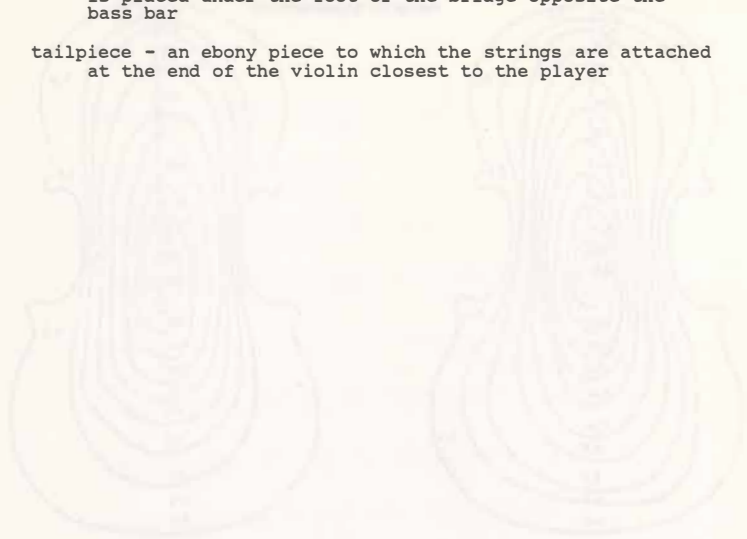 is placed under the foot of the bridge opposite the
bass bar
tailpiece - an ebony piece to which the strings are attached
at the end of the violin closest to the player